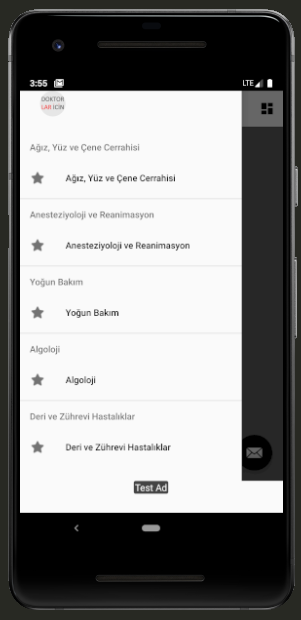 3:55
LTE
DOKTOR
LAR İÇİN
Ağız, Yüz ve Çene Cerrahisi
Ağız, Yüz ve Çene Cerrahisi
Anesteziyoloji ve Reanimasyon
Anesteziyoloji ve Reanimasyon
Yoğun Bakım
Yoğun Bakım
Algoloji
Algoloji
Deri ve Zührevi Hastalıklar
Deri ve Zührevi Hastalıklar
Test Ad